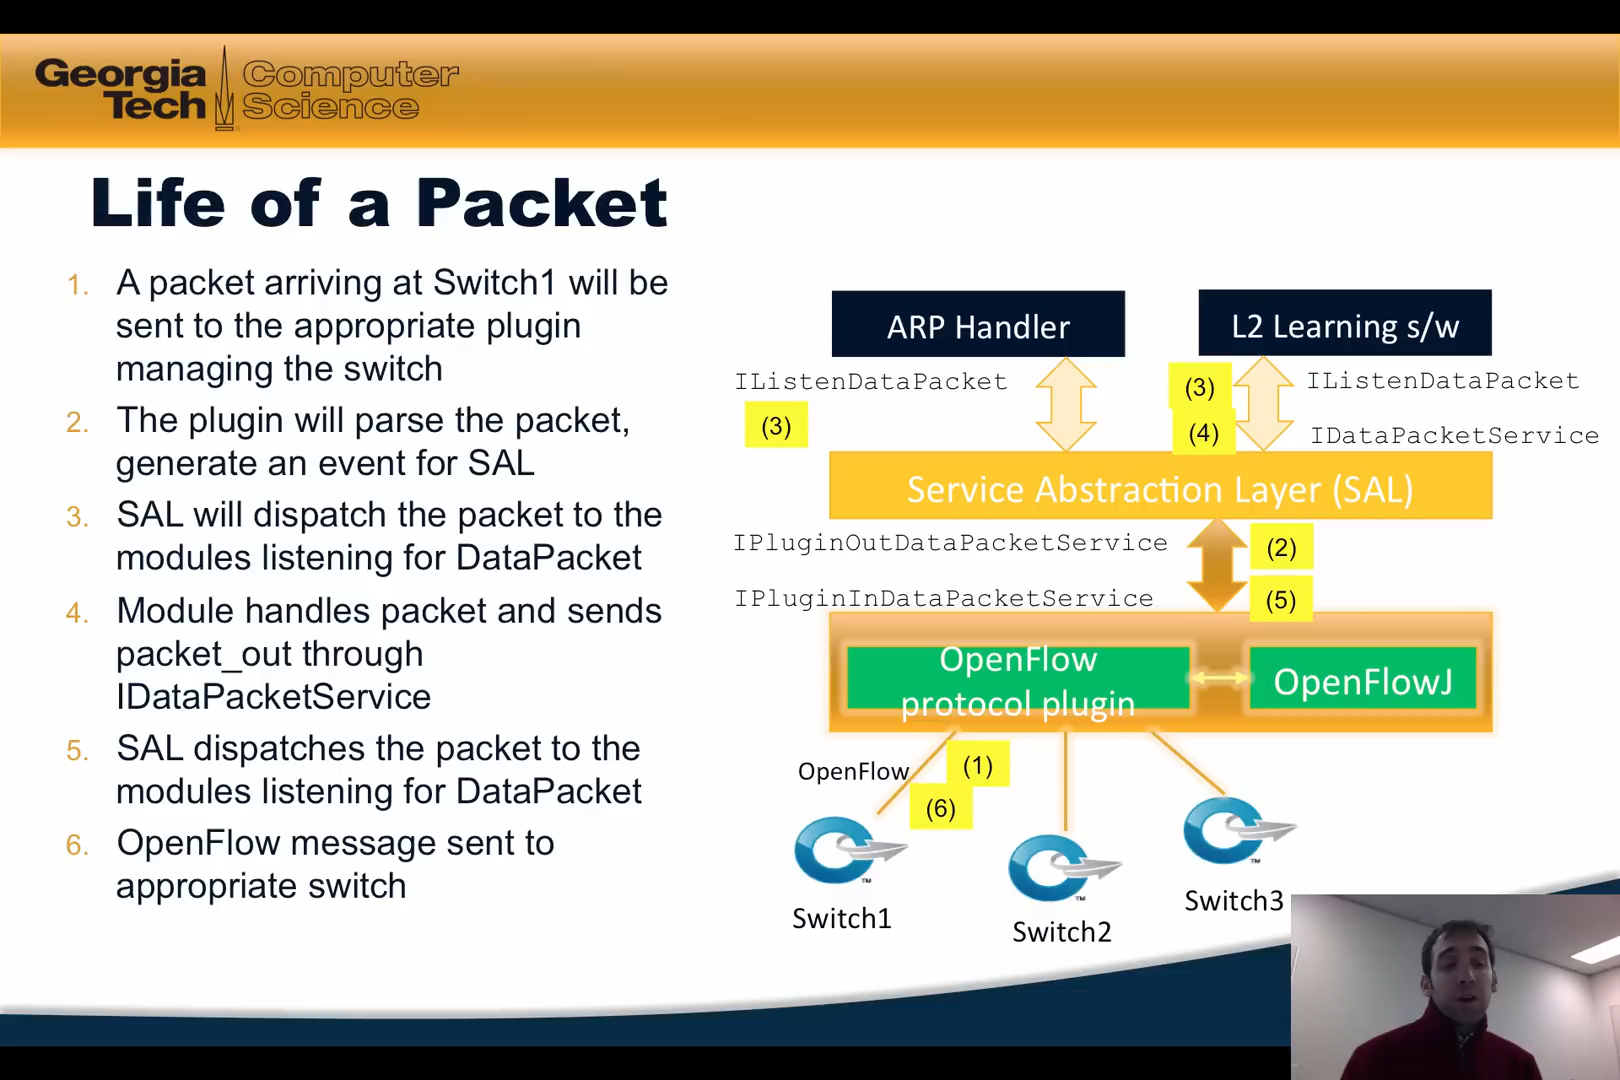 Georgia Tech
Computer Science
Life of a Packet
1. A packet arriving at Switch1 will be
sent to the appropriate plugin
managing the switch
2. The plugin will parse the packet,
generate an event for SAL
3. SAL will dispatch the packet to the
modules listening for DataPacket
4. Module handles packet and sends
packet_out through
IDataPacketService
5. SAL dispatches the packet to the
modules listening for DataPacket
6. OpenFlow message sent to
appropriate switch
ARP Handler
L2 Learning s/w
IListenDataPacket
(3)
(3)
IListenDataPacket
(4)
IDataPacketService
Service Abstraction Layer (SAL)
IPluginOutDataPacketService
(2)
IPluginInDataPacketService
(5)
OpenFlow
protocol plugin
OpenFlowJ
OpenFlow
(1)
(6)
TM
TM
TM
Switch1
Switch2
Switch3